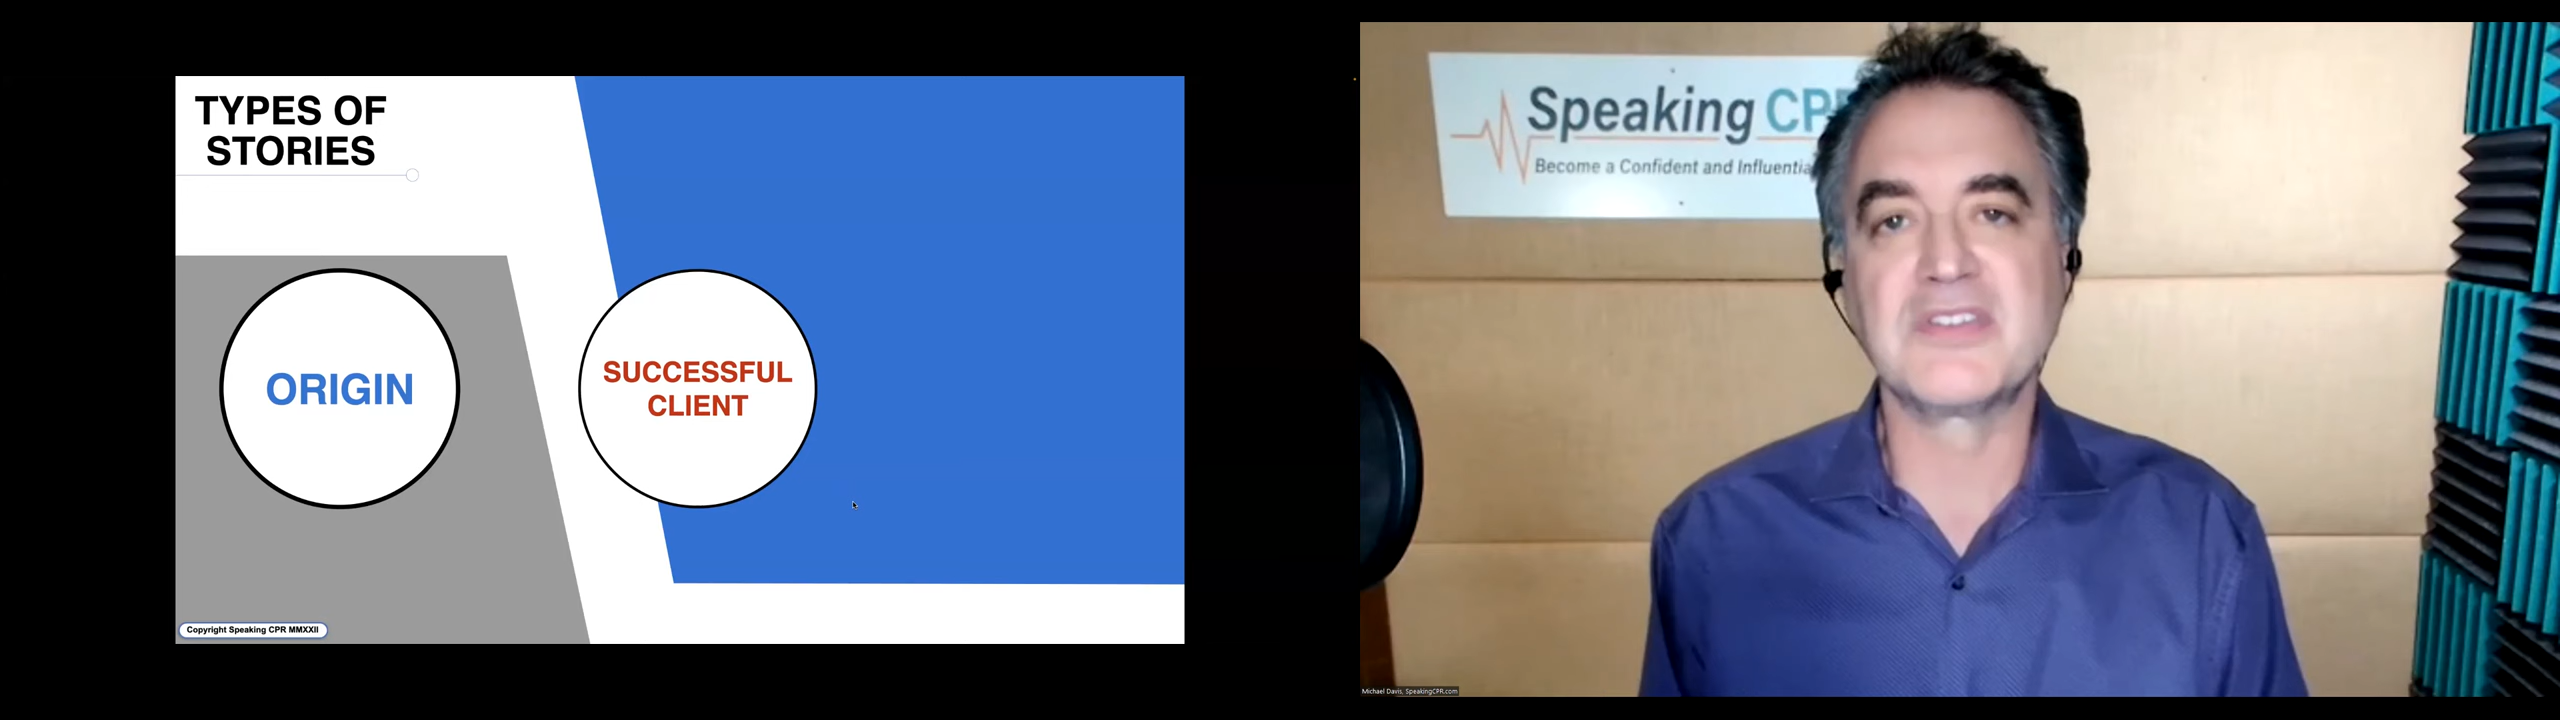 TYPES OF
STORIES
ORIGIN
SUCCESSFUL
CLIENT
Copyright Speaking CPR MMXXII
Speaking CP
Become a Confident and Influentia
Michael Davis, SpeakingCPR.com